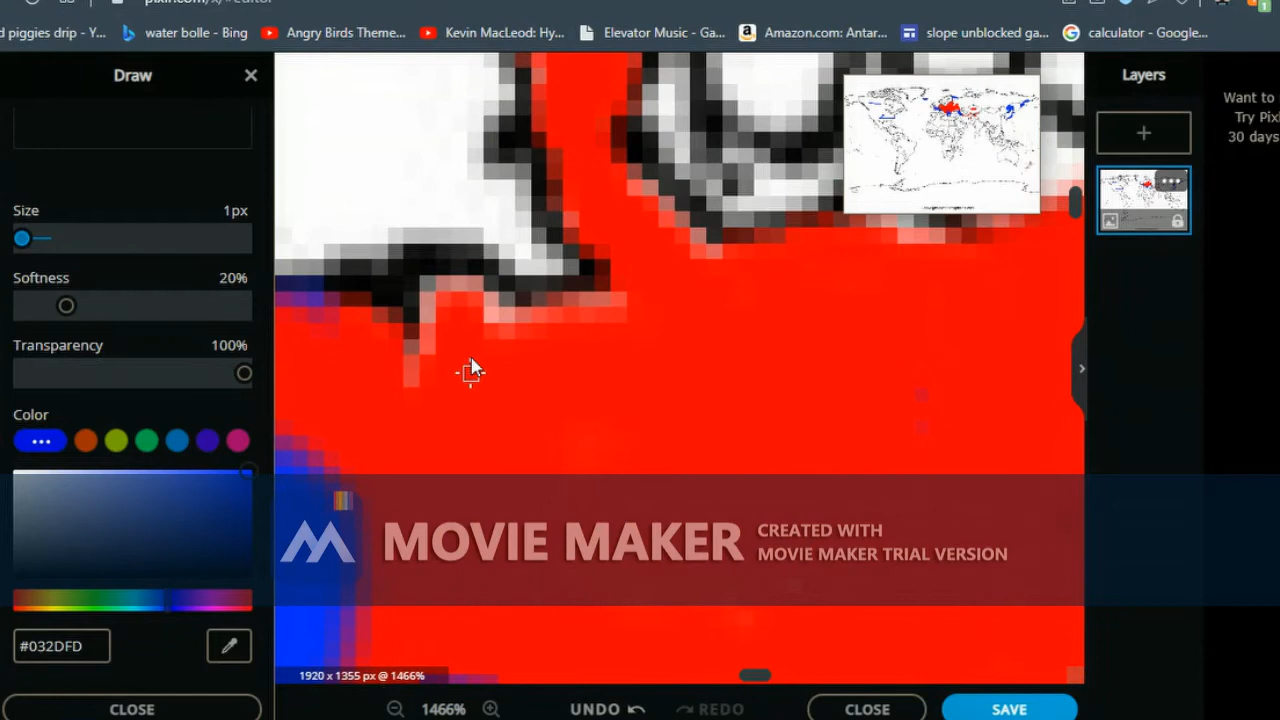 d piggies drip - Y...
water bolle - Bing
Angry Birds Theme...
Kevin MacLeod: Hy...
Elevator Music - Ga...
Amazon.com: Antar...
slope unblocked ga...
calculator - Google...
Draw
Layers
Want to
Try Pix
30 days
Size 1px
Softness 20%
Transparency 100%
Color
MOVIE MAKER
CREATED WITH
MOVIE MAKER TRIAL VERSION
#032DFD
1920 x 1355 px @ 1466%
CLOSE
1466%
UNDO
REDO
CLOSE
SAVE